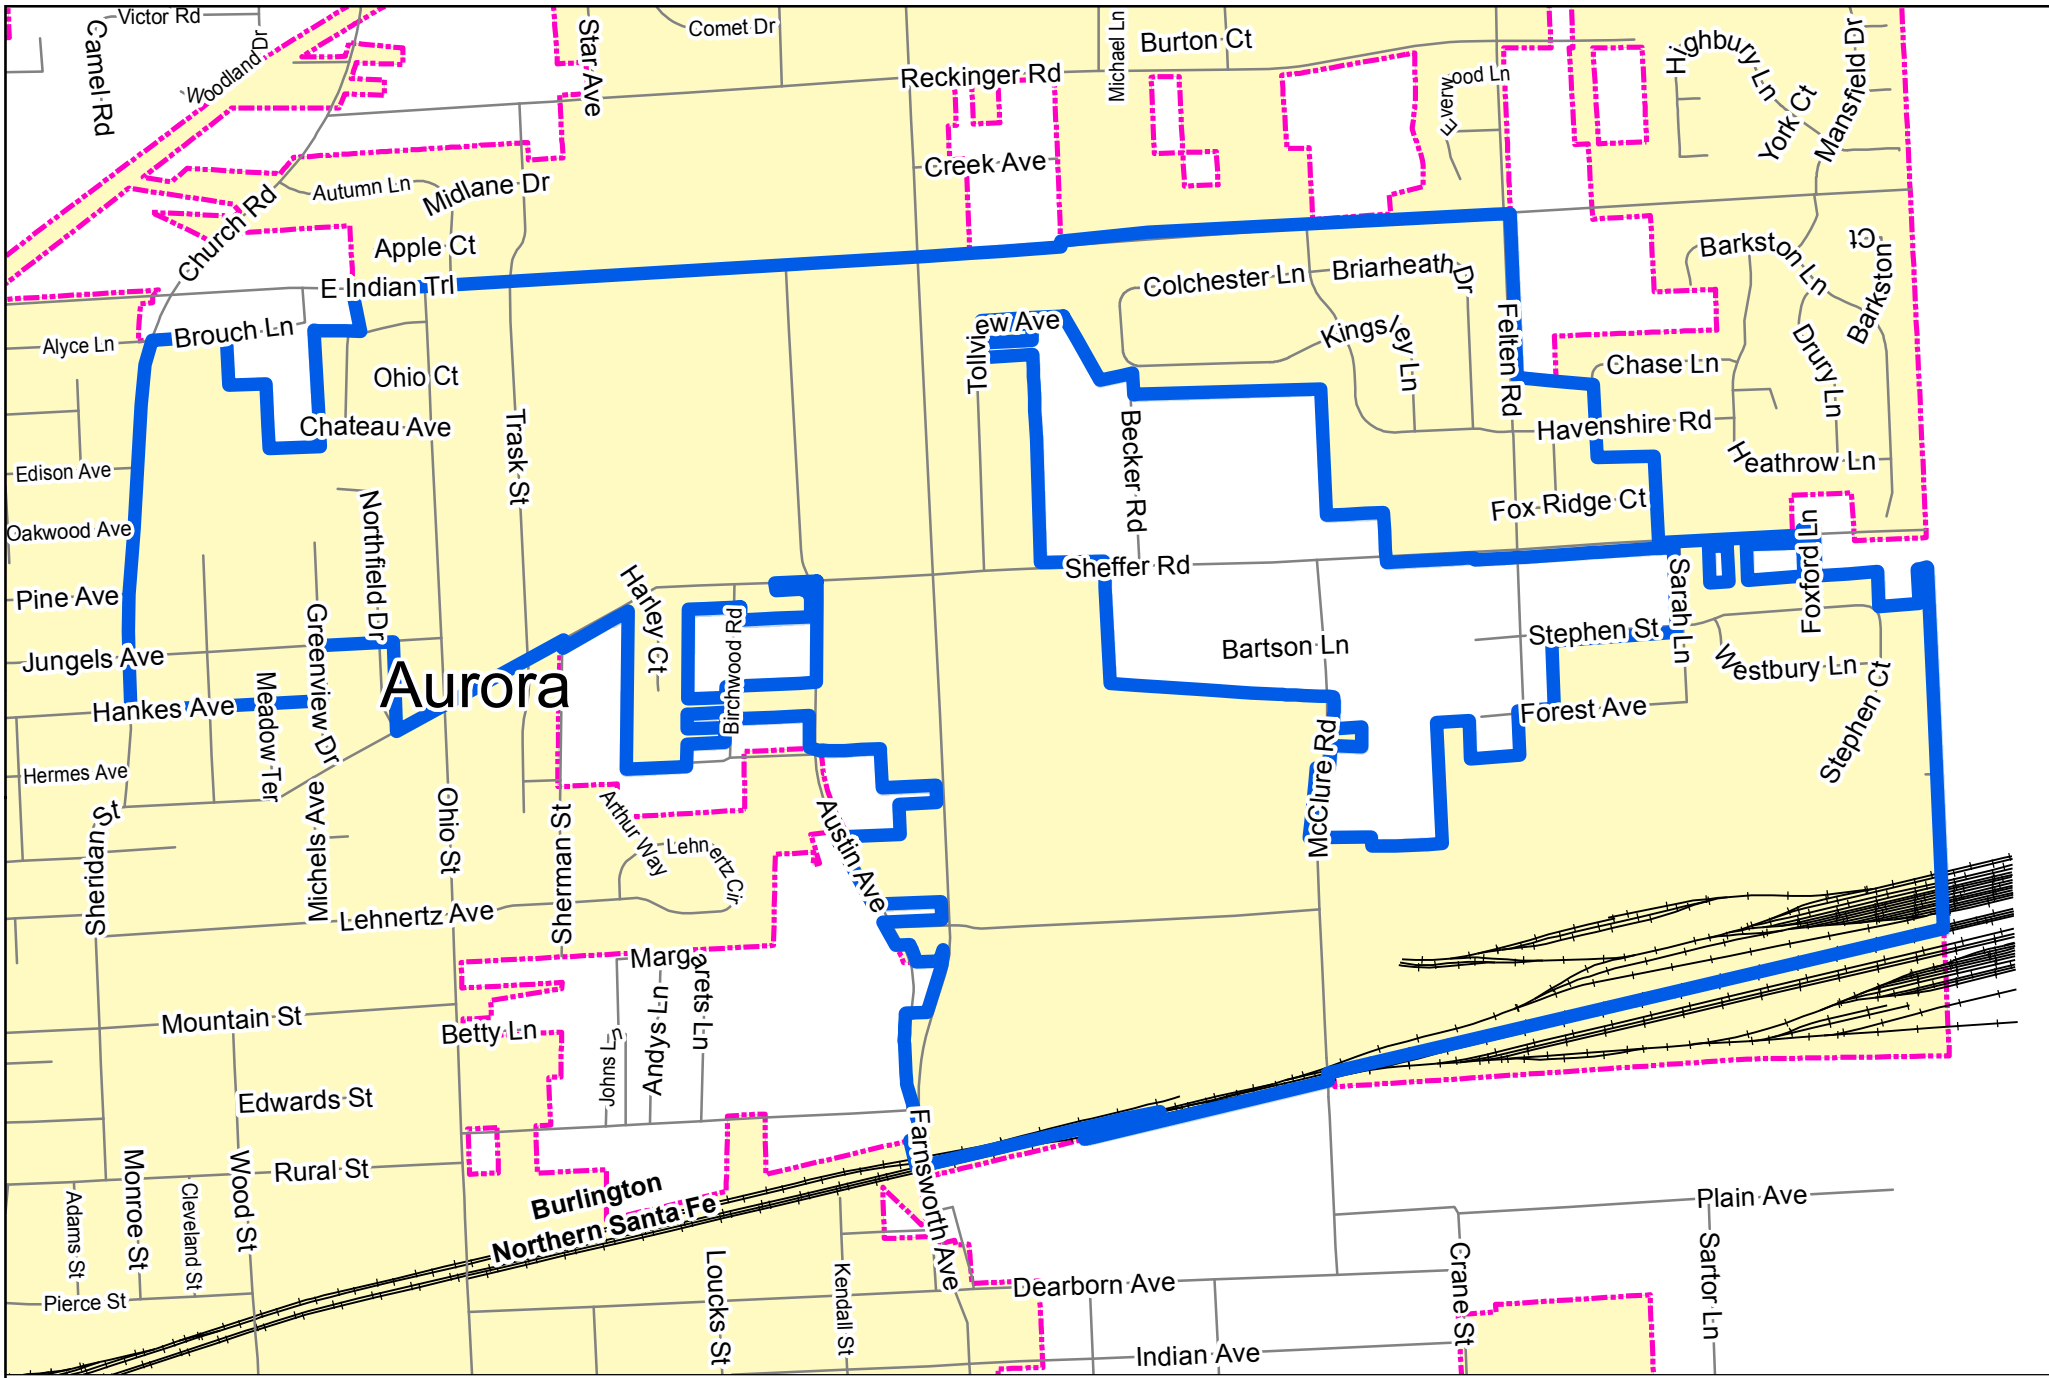 Victor Rd
Camel Rd
Woodland Dr
Star Ave
Comet Dr
Michael Ln
Burton Ct
Reckinger Rd
Everwood Ln
Highbury Ln
York Ct
Mansfield Dr
Creek Ave
Autumn Ln
Midlane Dr
Church Rd
Apple Ct
E Indian Trl
Colchester Ln
Briarheath Dr
Barkston Ln
Barkston Ct
Alyce Ln
Brouch Ln
ew Ave
Tollvi
Kingsley Ln
Felten Rd
Chase Ln
Drury Ln
Ohio Ct
Chateau Ave
Trask St
Becker Rd
Havenshire Rd
Heathrow Ln
Edison Ave
Oakwood Ave
Northfield Dr
Fox Ridge Ct
Foxford Ln
Pine Ave
Greenview Dr
Harley Ct
Birchwood Rd
Sheffer Rd
Sarah Ln
Jungels Ave
Aurora
Bartson Ln
Stephen St
Westbury Ln
Hankes Ave
Meadow Ter
Forest Ave
Stephen Ct
McClure Rd
Hermes Ave
Sheridan St
Michels Ave
Ohio St
Sherman St
Arthur Way
Lehnertz Cir
Austin Ave
Lehnertz Ave
Margarets Ln
Andys Ln
Johns Ln
Mountain St
Betty Ln
Edwards St
Farnsworth Ave
Rural St
Monroe St
Wood St
Adams St
Cleveland St
Burlington
Northern Santa Fe
Plain Ave
Loucks St
Kendall St
Dearborn Ave
Crane St
Sartor Ln
Pierce St
Indian Ave